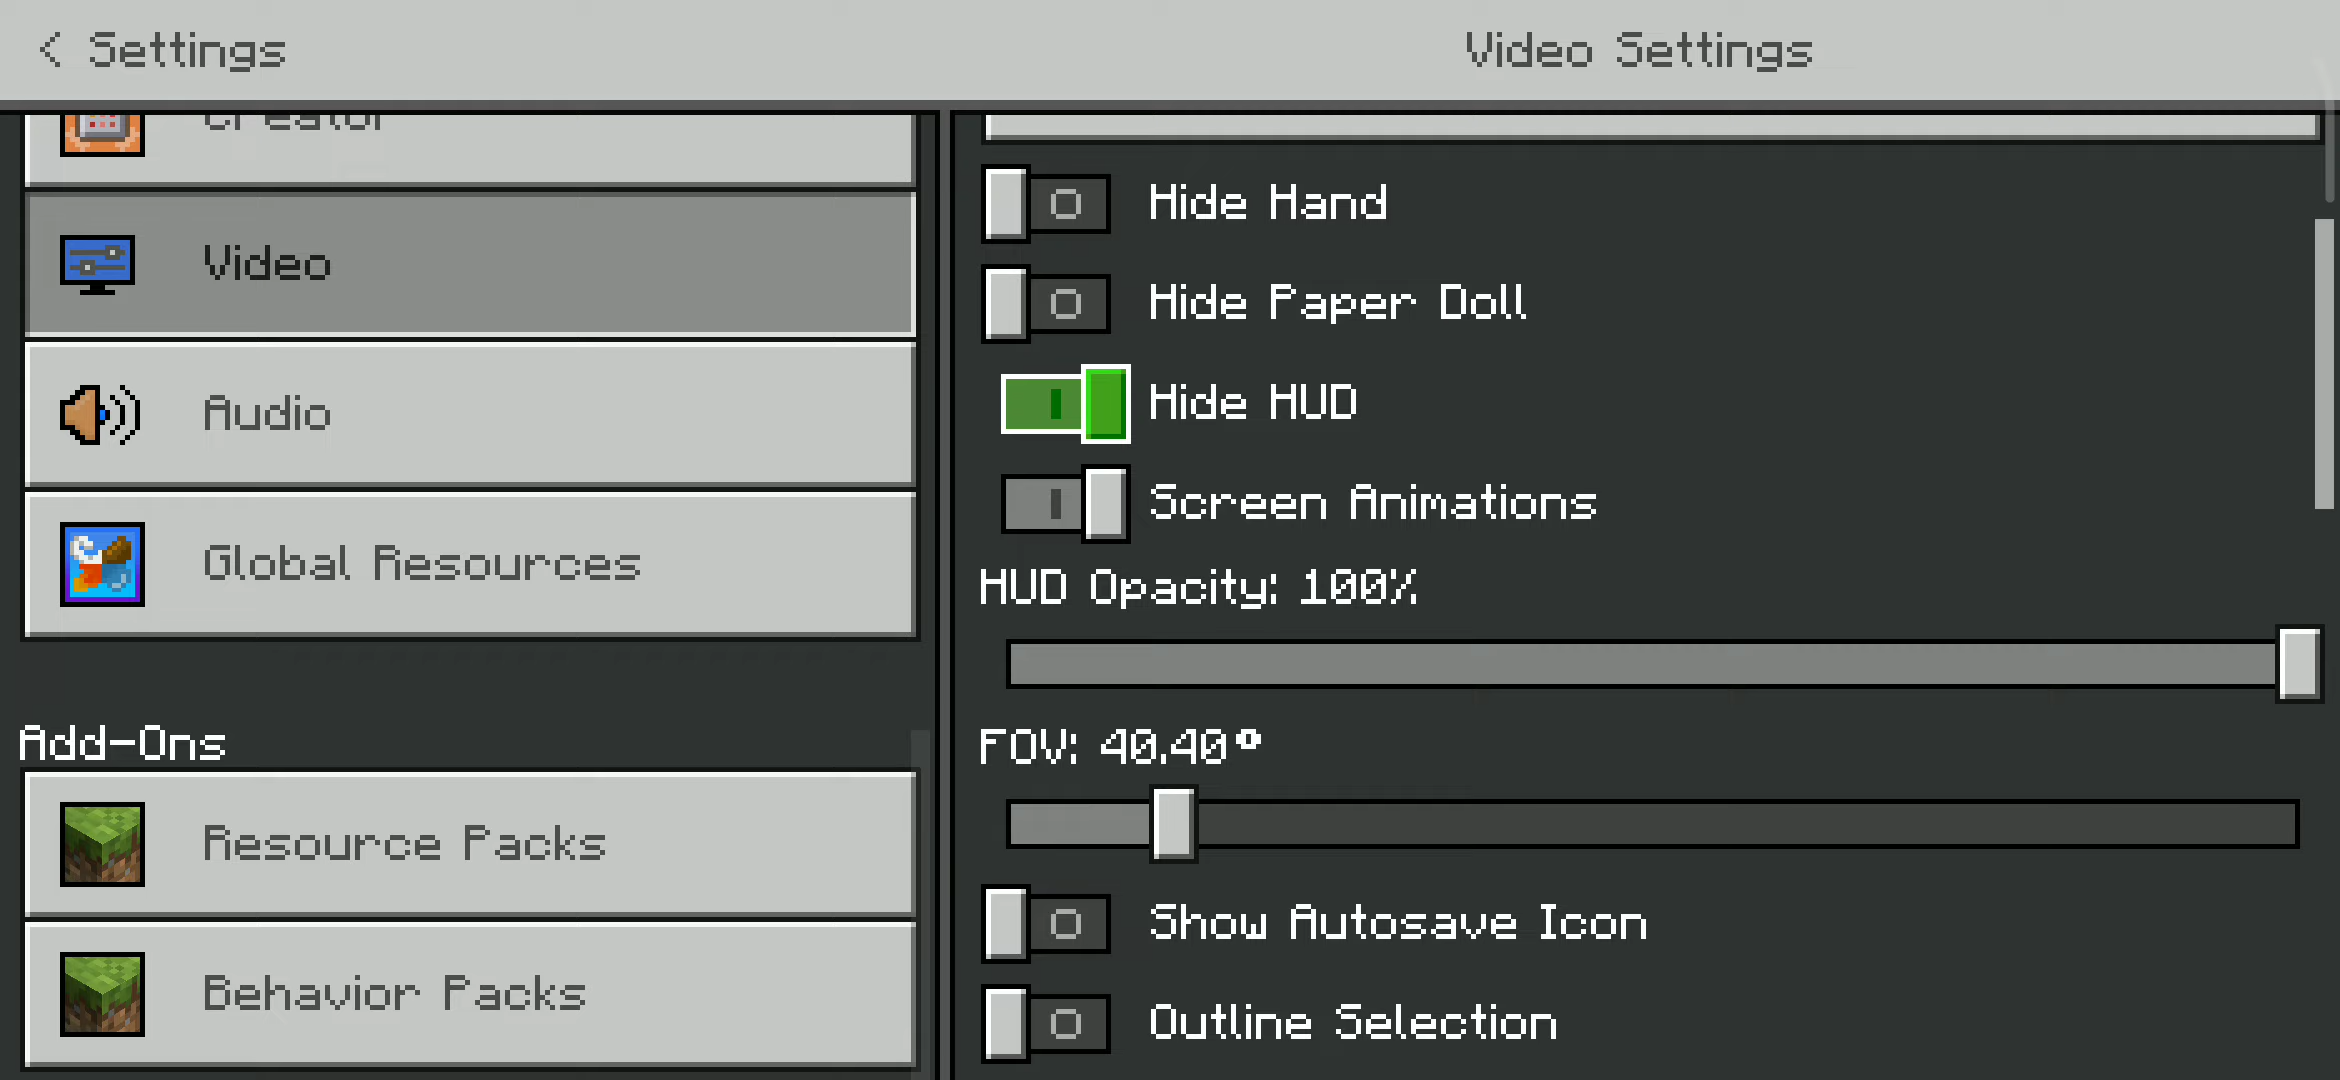 Settings
Video Settings
Creator
Video
Audio
Global Resources
Add-Ons
Resource Packs
Behavior Packs
Hide Hand
Hide Paper Doll
Hide HUD
Screen Animations
HUD Opacity: 100%
FOV: 40.40°
Show Autosave Icon
Outline Selection